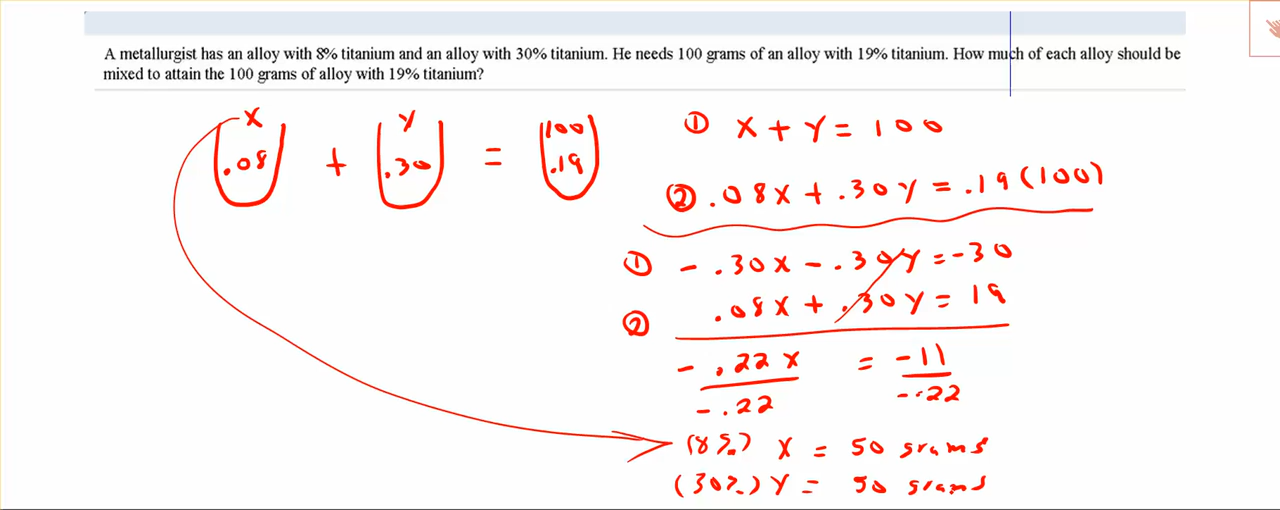 A metallurgist has an alloy with 8% titanium and an alloy with 30% titanium. He needs 100 grams of an alloy with 19% titanium. How much of each alloy should be
mixed to attain the 100 grams of alloy with 19% titanium?
X Y 100
.08 + .30 = .19
① X + Y = 100
② .08X + .30Y = .19(100)
① - .30X - .30Y = -30
② .08X + .30Y = 19
- .22X = -11
-.22 -.22
(8%) X = 50 grams
(30%) Y = 50 grams